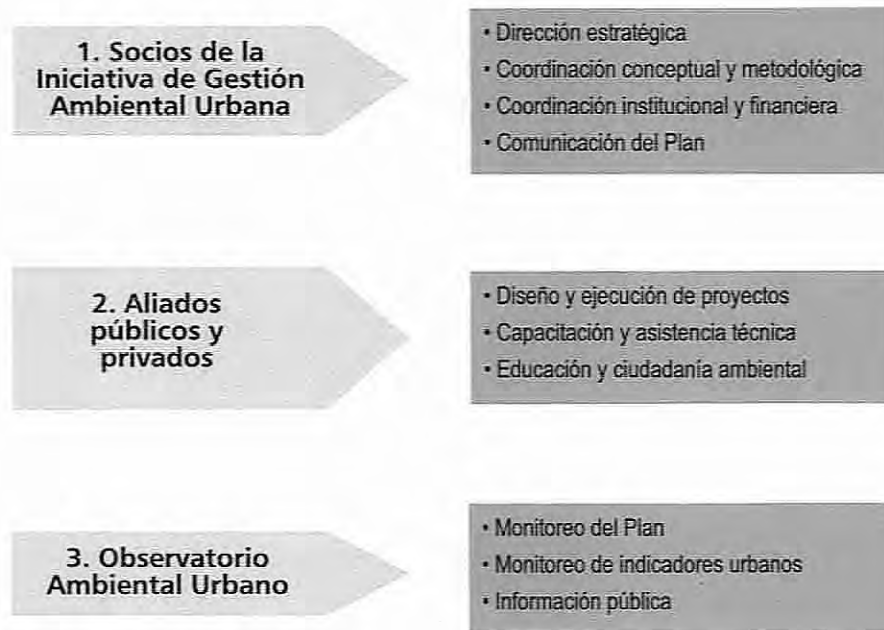 1. Socios de la
Iniciativa de Gestión
Ambiental Urbana
• Dirección estratégica
• Coordinación conceptual y metodológica
• Coordinación institucional y financiera
• Comunicación del Plan
2. Aliados
públicos y
privados
• Diseño y ejecución de proyectos
• Capacitación y asistencia técnica
• Educación y ciudadanía ambiental
3. Observatorio
Ambiental Urbano
• Monitoreo del Plan
• Monitoreo de indicadores urbanos
• Información pública